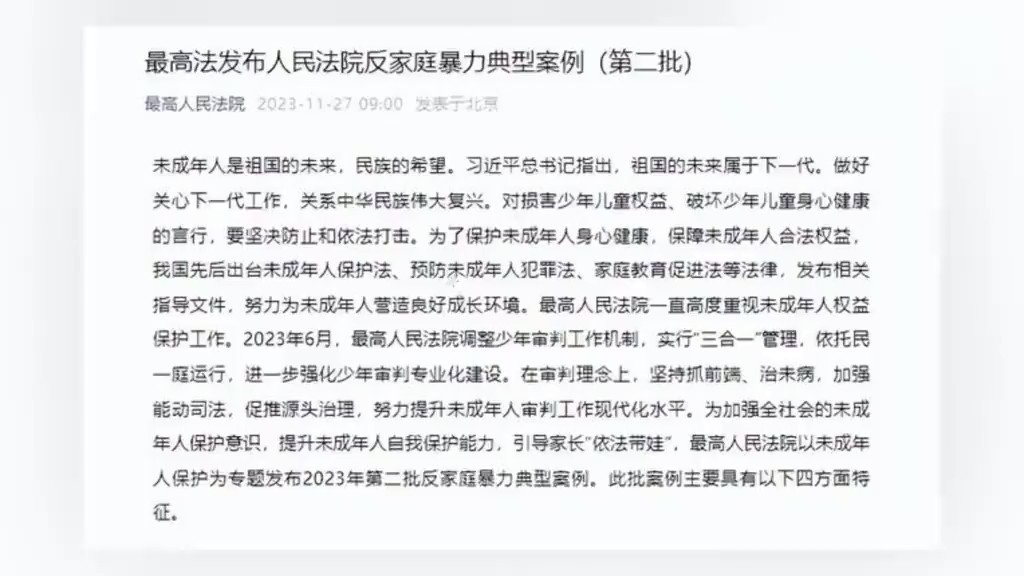 最高法发布人民法院反家庭暴力典型案例（第二批）
最高人民法院 2023-11-27 09:00 发表于北京
未成年人是祖国的未来，民族的希望。习近平总书记指出，祖国的未来属于下一代。做好
关心下一代工作，关系中华民族伟大复兴。对损害少年儿童权益、破坏少年儿童身心健康
的言行，要坚决防止和依法打击。为了保护未成年人身心健康，保障未成年人合法权益，
我国先后出台未成年人保护法、预防未成年人犯罪法、家庭教育促进法等法律，发布相关
指导文件，努力为未成年人营造良好成长环境。最高人民法院一直高度重视未成年人权益
保护工作。2023年6月，最高人民法院调整少年审判工作机制，实行“三合一”管理，依托民
一庭运行，进一步强化少年审判专业化建设。在审判理念上，坚持抓前端、治未病，加强
能动司法，促推源头治理，努力提升未成年人审判工作现代化水平。为加强全社会的未成
年人保护意识，提升未成年人自我保护能力，引导家长“依法带娃”，最高人民法院以未成年
人保护为专题发布2023年第二批反家庭暴力典型案例。此批案例主要具有以下四方面特
征。